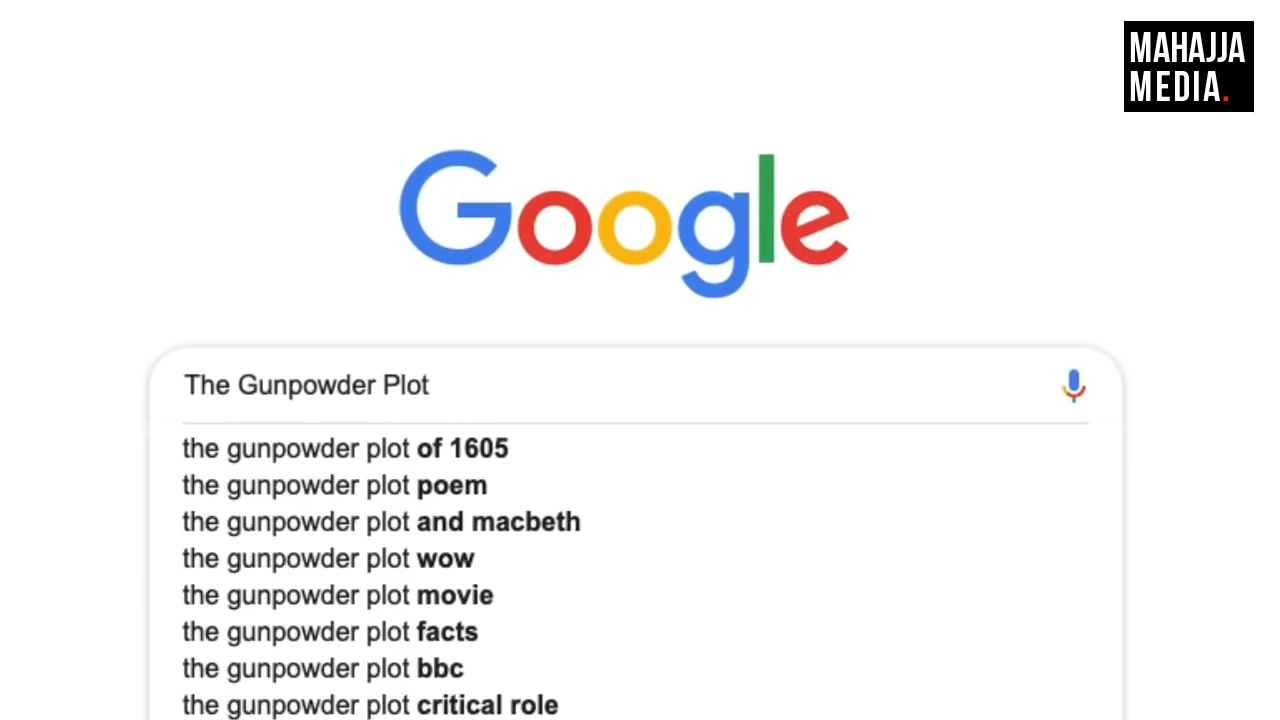 MAHAJJA
MEDIA.
Google
The Gunpowder Plot
the gunpowder plot of 1605
the gunpowder plot poem
the gunpowder plot and macbeth
the gunpowder plot wow
the gunpowder plot movie
the gunpowder plot facts
the gunpowder plot bbc
the gunpowder plot critical role